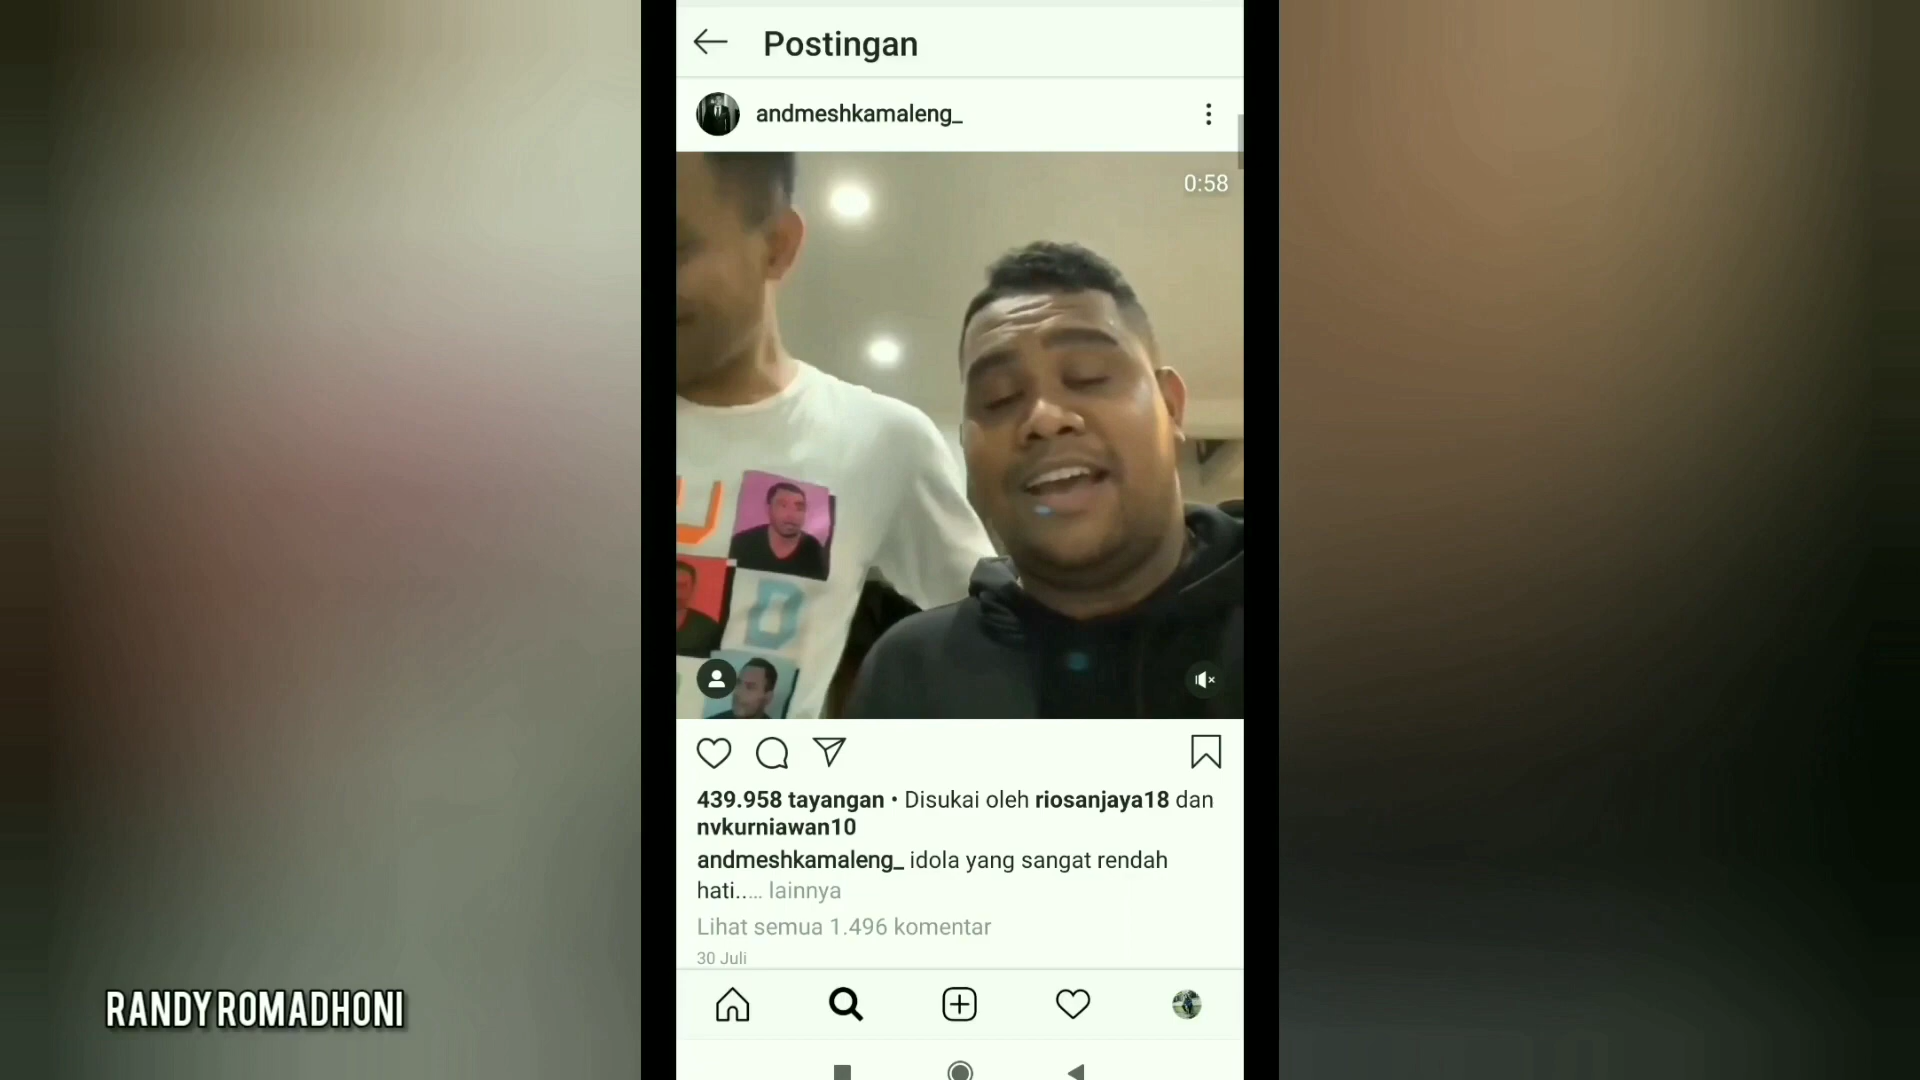 Postingan
andmeshkamaleng_
0:58
U
D
439.958 tayangan • Disukai oleh riosanjaya18 dan
nvkurniawan10
andmeshkamaleng_ idola yang sangat rendah
hati..... lainnya
Lihat semua 1.496 komentar
30 Juli
RANDY ROMADHONI